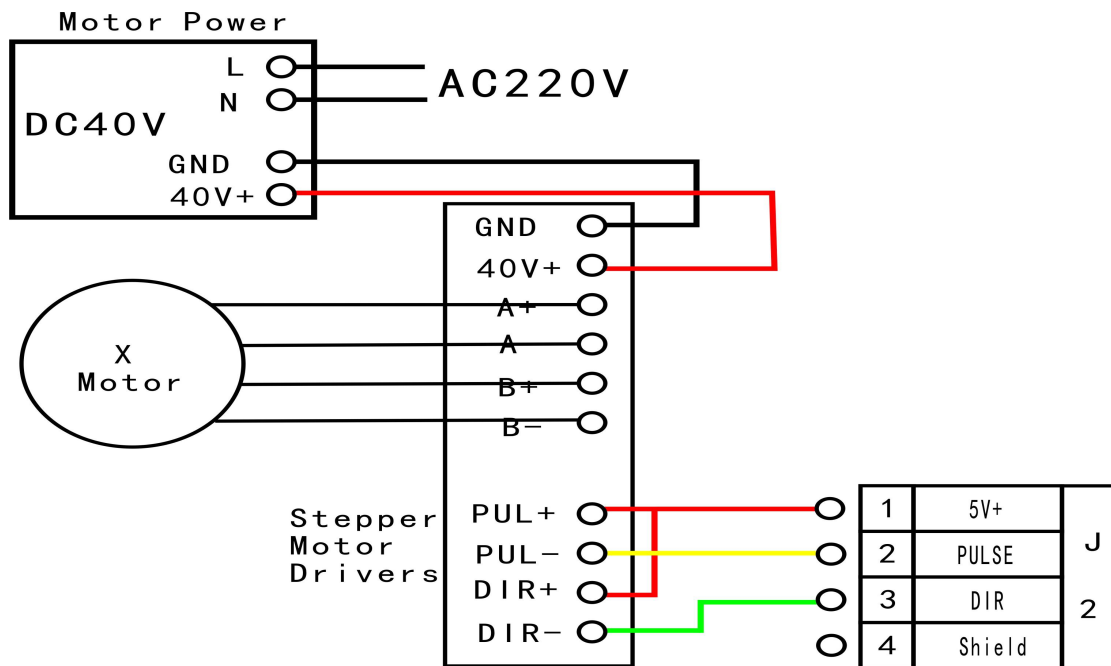 Motor Power
L
N
AC220V
DC40V
GND
40V+
GND
40V+
A+
A
B+
B-
X
Motor
Stepper
Motor
Drivers
PUL+
PUL-
DIR+
DIR-
1 5V+
2 PULSE
3 DIR
4 Shield
J
2